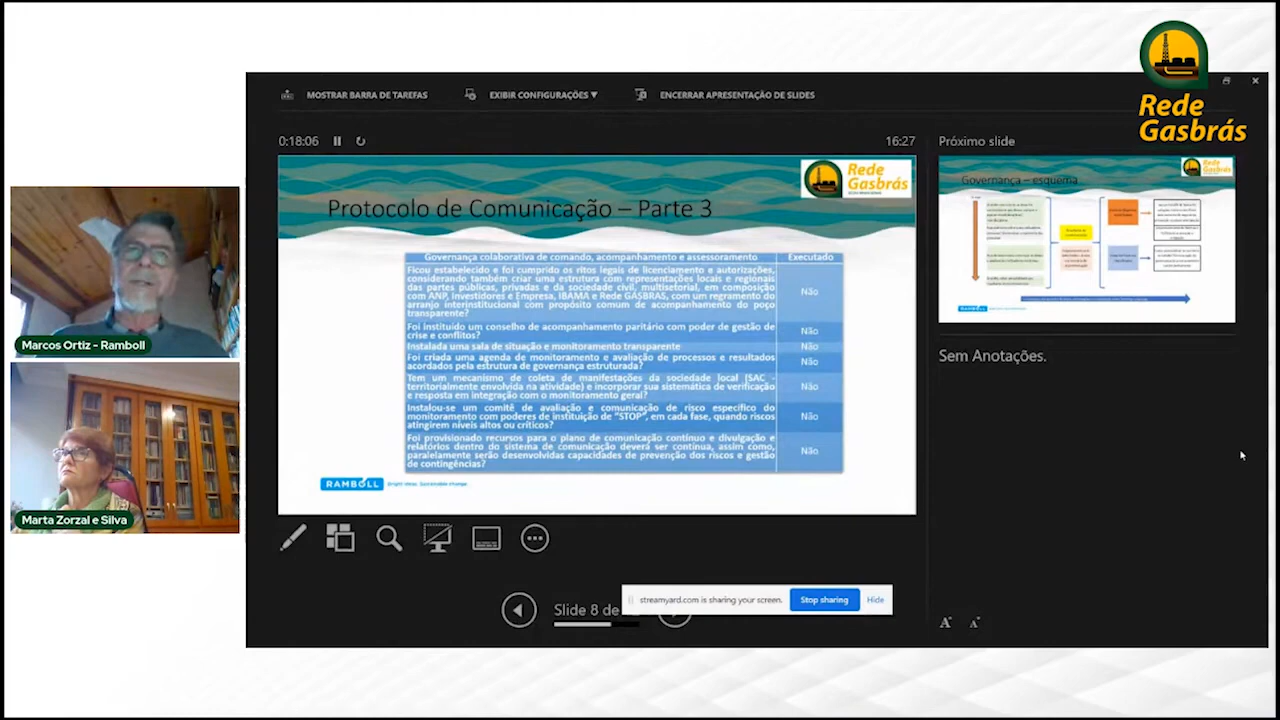 Rede
Gasbrás
MOSTRAR BARRA DE TAREFAS
EXIBIR CONFIGURAÇÕES ▼
ENCERRAR APRESENTAÇÃO DE SLIDES
0:18:06
16:27
Próximo slide
Rede
Gasbrás
Protocolo de Comunicação – Parte 3
Governança colaborativa de comando, acompanhamento e assessoramento
Executado
Ficou estabelecido e foi cumprido os ritos legais de licenciamento e autorizações,
considerando também criar uma estrutura com representações locais e regionais
das partes públicas, privadas e da sociedade civil, multisetorial, em composição
com ANP, Investidores e Empresa, IBAMA e Rede GASBRAS, com um regramento do
arranjo interinstitucional com propósito comum de acompanhamento do poço
transparente?
Não
Foi instituído um conselho de acompanhamento paritário com poder de gestão de
crise e conflitos?
Não
Instalada uma sala de situação e monitoramento transparente
Não
Foi criada uma agenda de monitoramento e avaliação de processos e resultados
acordados pela estrutura de governança estruturada?
Não
Tem um mecanismo de coleta de manifestações da sociedade local (SAC -
territorialmente envolvida na atividade) e incorporar sua sistemática de verificação
e resposta em integração com o monitoramento geral?
Não
Instalou-se um comitê de avaliação e comunicação de risco específico do
monitoramento com poderes de instituição de "STOP", em cada fase, quando riscos
atingirem níveis altos ou críticos?
Não
Foi provisionado recursos para o plano de comunicação contínuo e divulgação e
relatórios dentro do sistema de comunicação deverá ser contínua, assim como,
paralelamente serão desenvolvidas capacidades de prevenção dos riscos e gestão
de contingências?
Não
RAMBOLL
Bright ideas. Sustainable change.
Governança – esquema
Rede
Gasbrás
Sem Anotações.
Marcos Ortiz - Ramboll
Marta Zorzal e Silva
streamyard.com is sharing your screen.
Stop sharing
Hide
Slide 8 de
A
A